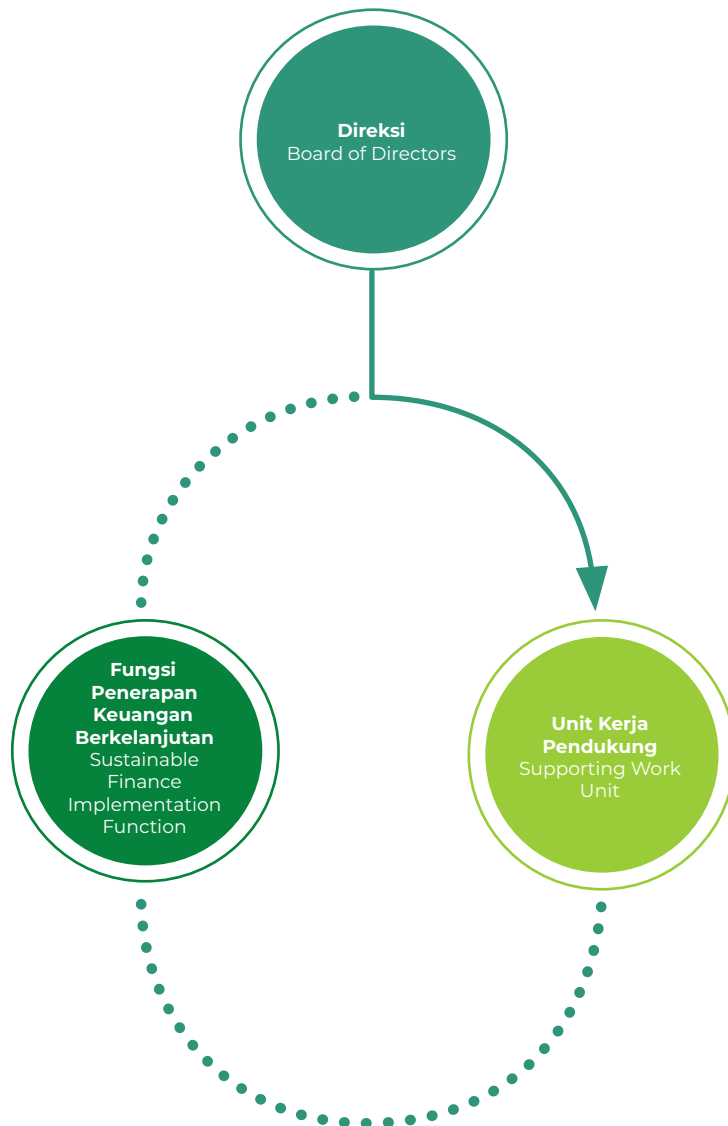 Direksi
Board of Directors
Fungsi
Penerapan
Keuangan
Berkelanjutan
Sustainable
Finance
Implementation
Function
Unit Kerja
Pendukung
Supporting Work
Unit